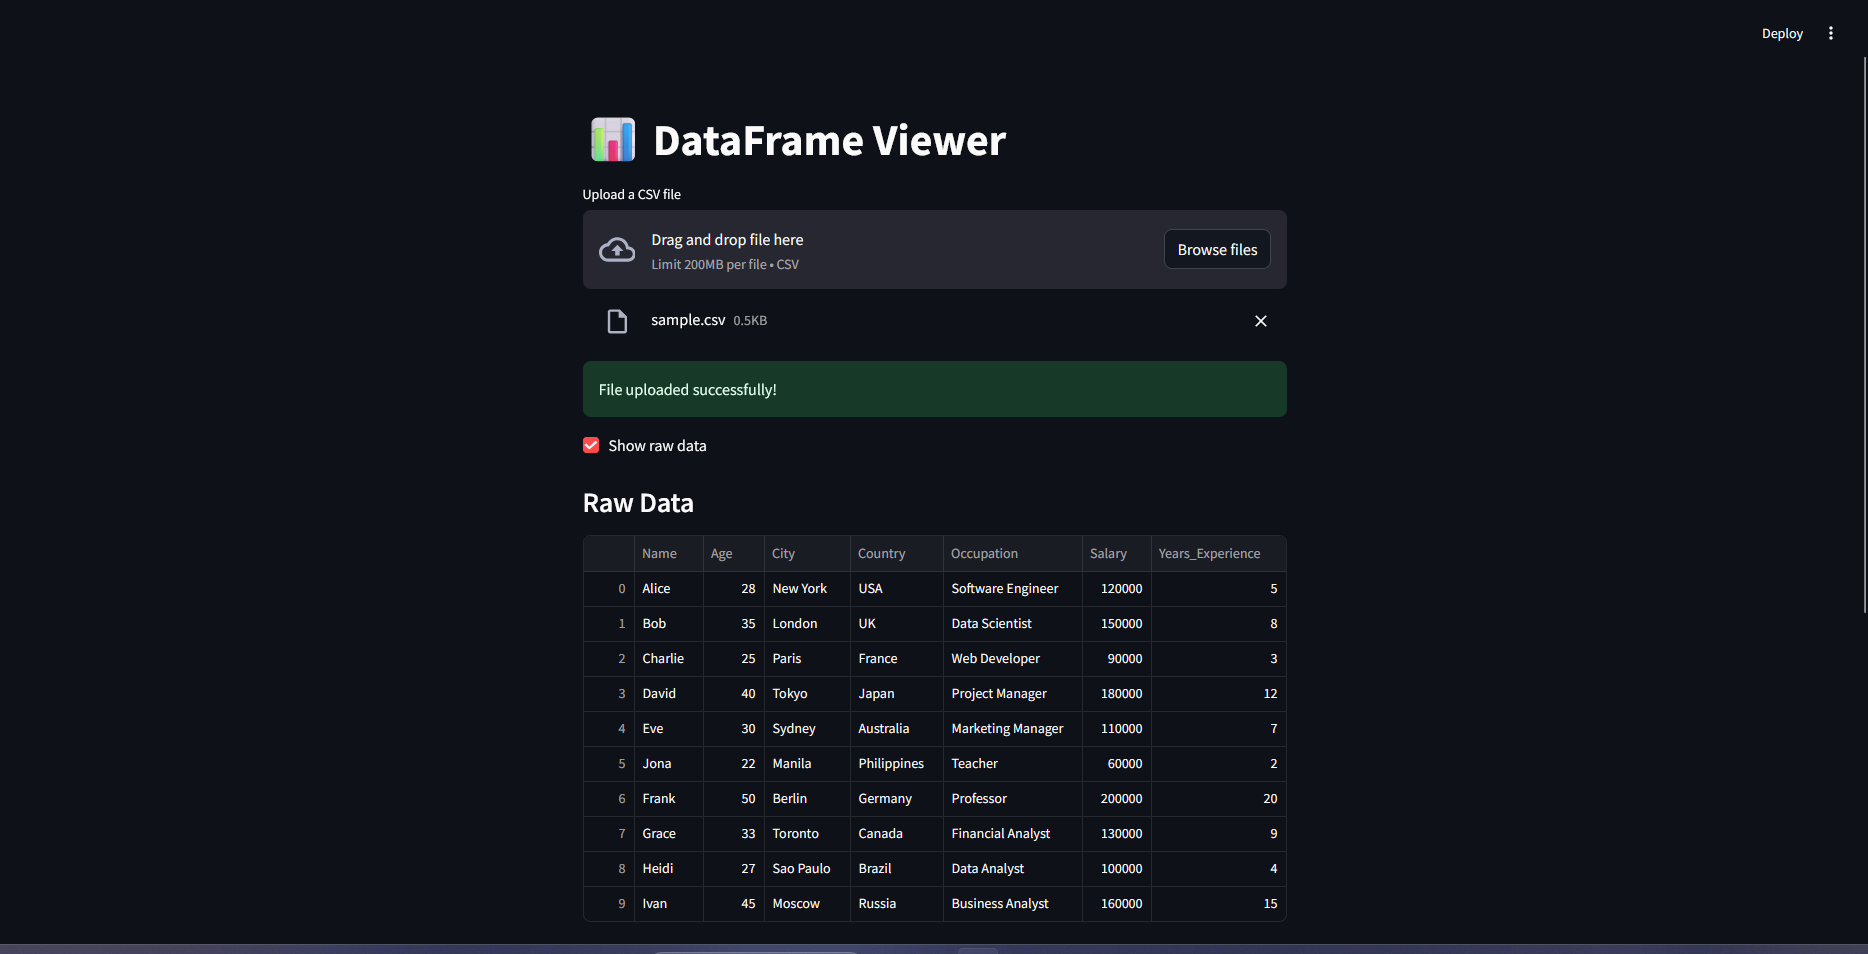 Deploy
DataFrame Viewer
Upload a CSV file
Drag and drop file here
Limit 200MB per file • CSV
Browse files
sample.csv 0.5KB
File uploaded successfully!
Show raw data
Raw Data
Name Age City Country Occupation Salary Years_Experience
0 Alice 28 New York USA Software Engineer 120000 5
1 Bob 35 London UK Data Scientist 150000 8
2 Charlie 25 Paris France Web Developer 90000 3
3 David 40 Tokyo Japan Project Manager 180000 12
4 Eve 30 Sydney Australia Marketing Manager 110000 7
5 Jona 22 Manila Philippines Teacher 60000 2
6 Frank 50 Berlin Germany Professor 200000 20
7 Grace 33 Toronto Canada Financial Analyst 130000 9
8 Heidi 27 Sao Paulo Brazil Data Analyst 100000 4
9 Ivan 45 Moscow Russia Business Analyst 160000 15